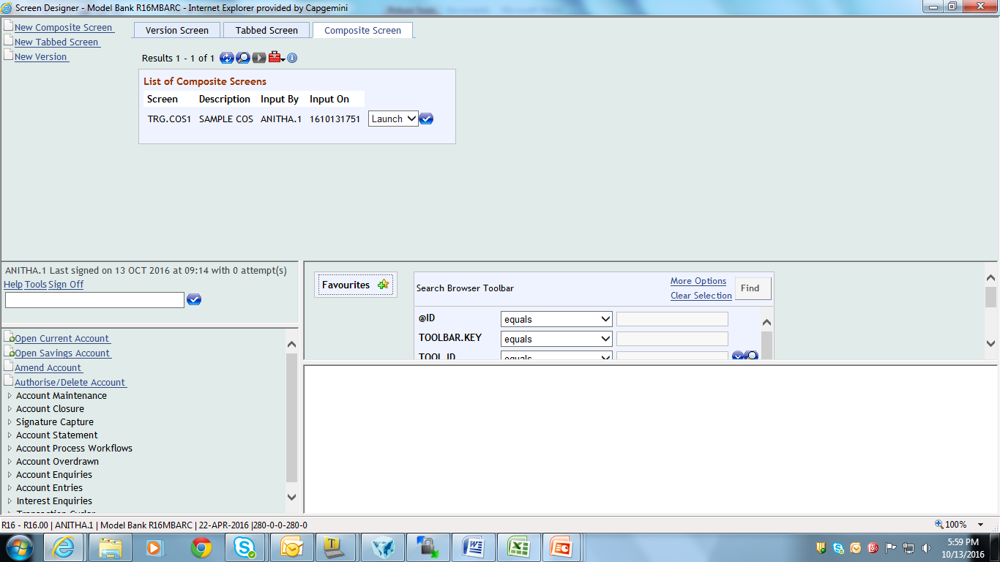 Screen Designer - Model Bank R16MBARC - Internet Explorer provided by Capgemini
New Composite Screen
New Tabbed Screen
New Version
Version Screen Tabbed Screen Composite Screen
Results 1 - 1 of 1
List of Composite Screens
Screen Description Input By Input On
TRG.COS1 SAMPLE COS ANITHA.1 1610131751 Launch
ANITHA.1 Last signed on 13 OCT 2016 at 09:14 with 0 attempt(s)
Help Tools Sign Off
Favourites
Search Browser Toolbar
More Options
Clear Selection
Find
@ID equals
TOOLBAR.KEY equals
TOOL.ID equals
Open Current Account
Open Savings Account
Amend Account
Authorise/Delete Account
Account Maintenance
Account Closure
Signature Capture
Account Statement
Account Process Workflows
Account Overdrawn
Account Enquiries
Account Entries
Interest Enquiries
R16 - R16.00 | ANITHA.1 | Model Bank R16MBARC | 22-APR-2016 |280-0-0-280-0
100%
5:59 PM
10/13/2016